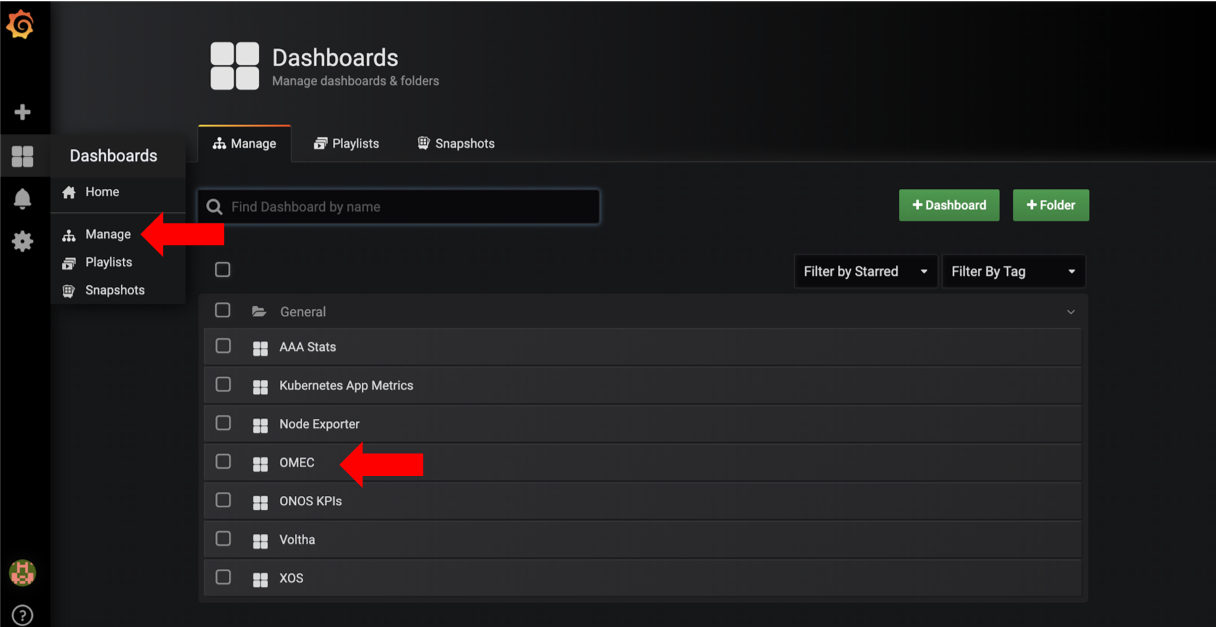 Dashboards
Manage dashboards & folders
Manage
Playlists
Snapshots
Dashboards
Home
Manage
Playlists
Snapshots
Find Dashboard by name
+ Dashboard
+ Folder
Filter by Starred
Filter By Tag
General
AAA Stats
Kubernetes App Metrics
Node Exporter
OMEC
ONOS KPIs
Voltha
XOS
?